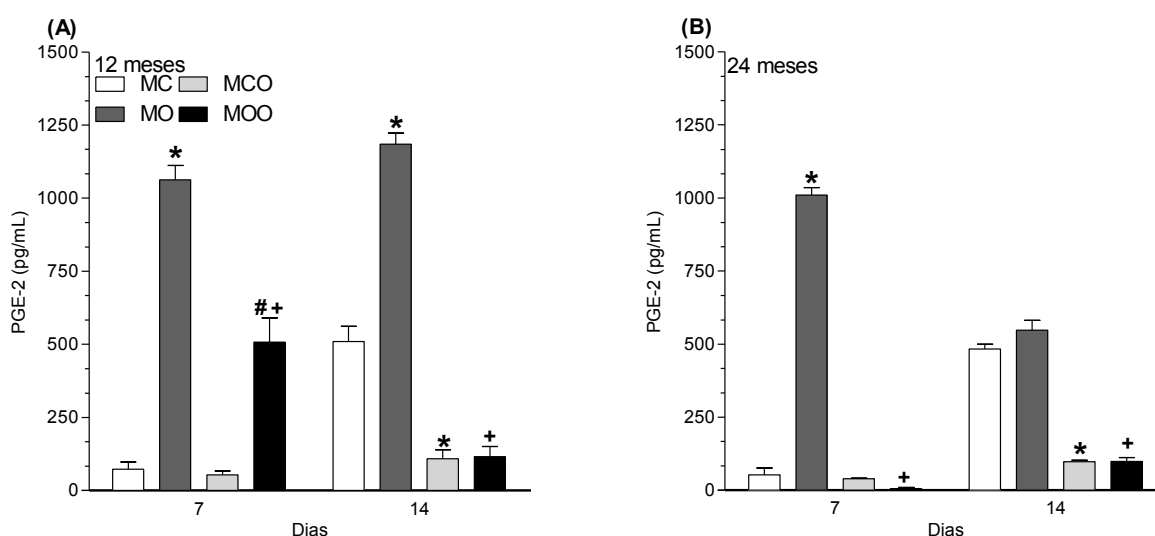 (A)
1500
12 meses
MC
MCO
MO
MOO
1250
1000
750
500
250
0
PGE-2 (pg/mL)
*
*
#+
*
+
7
14
Dias
(B)
1500
24 meses
1250
1000
750
500
250
0
PGE-2 (pg/mL)
*
+
*
+
7
14
Dias